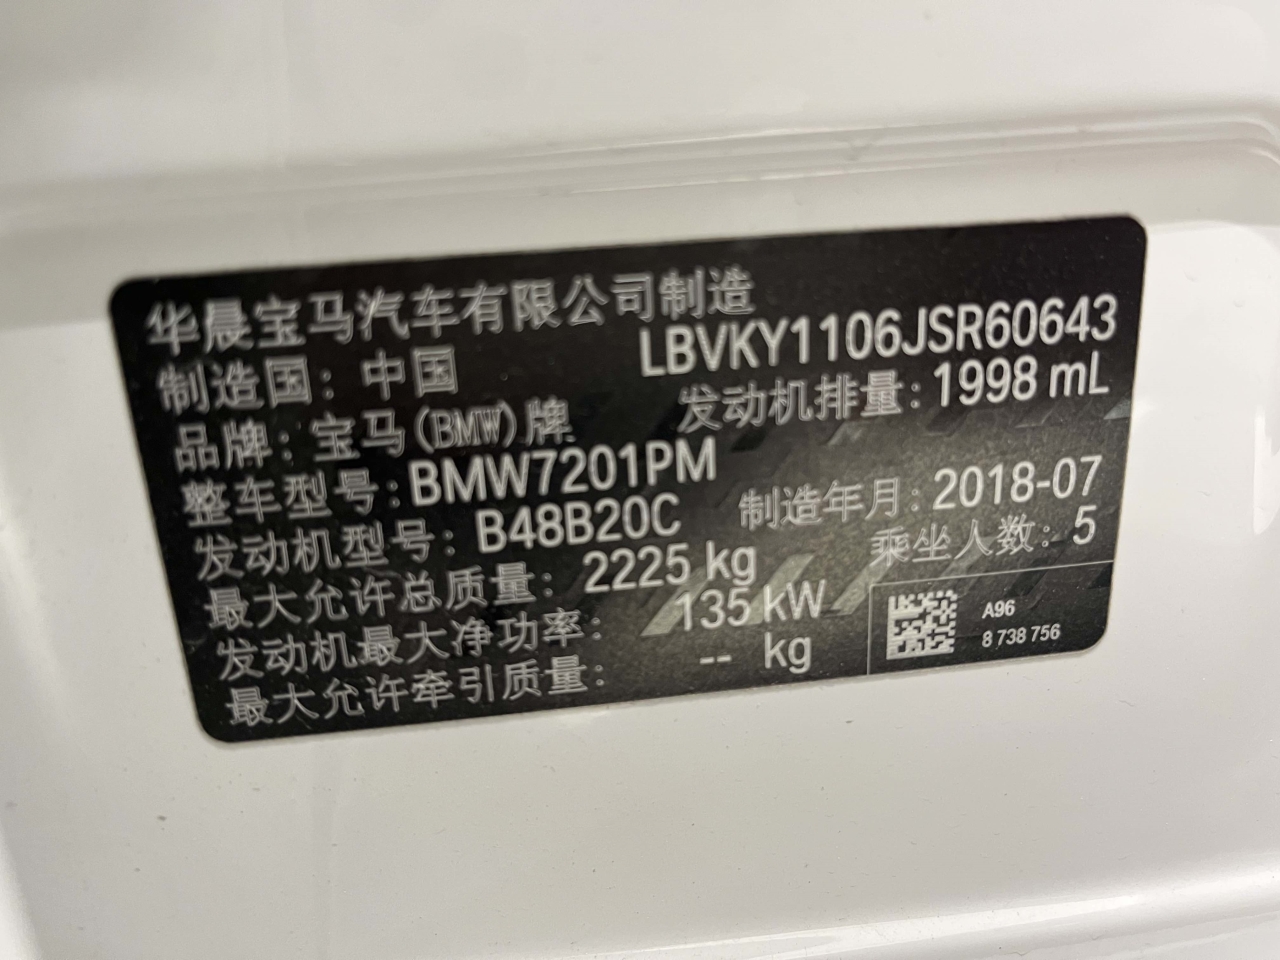 华晨宝马汽车有限公司制造
制造国：中国 LBVKY1106JSR60643
品牌：宝马(BMW)牌 发动机排量：1998 mL
整车型号：BMW7201PM
发动机型号：B48B20C 制造年月：2018-07
最大允许总质量：2225 kg 乘坐人数：5
发动机最大净功率：135 kW
最大允许牵引质量：-- kg
A96
8 738 756